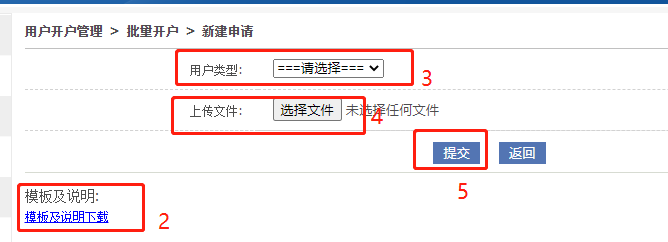 用户开户管理 > 批量开户 > 新建申请
用户类型: ===请选择=== 3
上传文件: 选择文件 未选择任何文件 4
提交 返回
5
模板及说明:
模板及说明下载 2